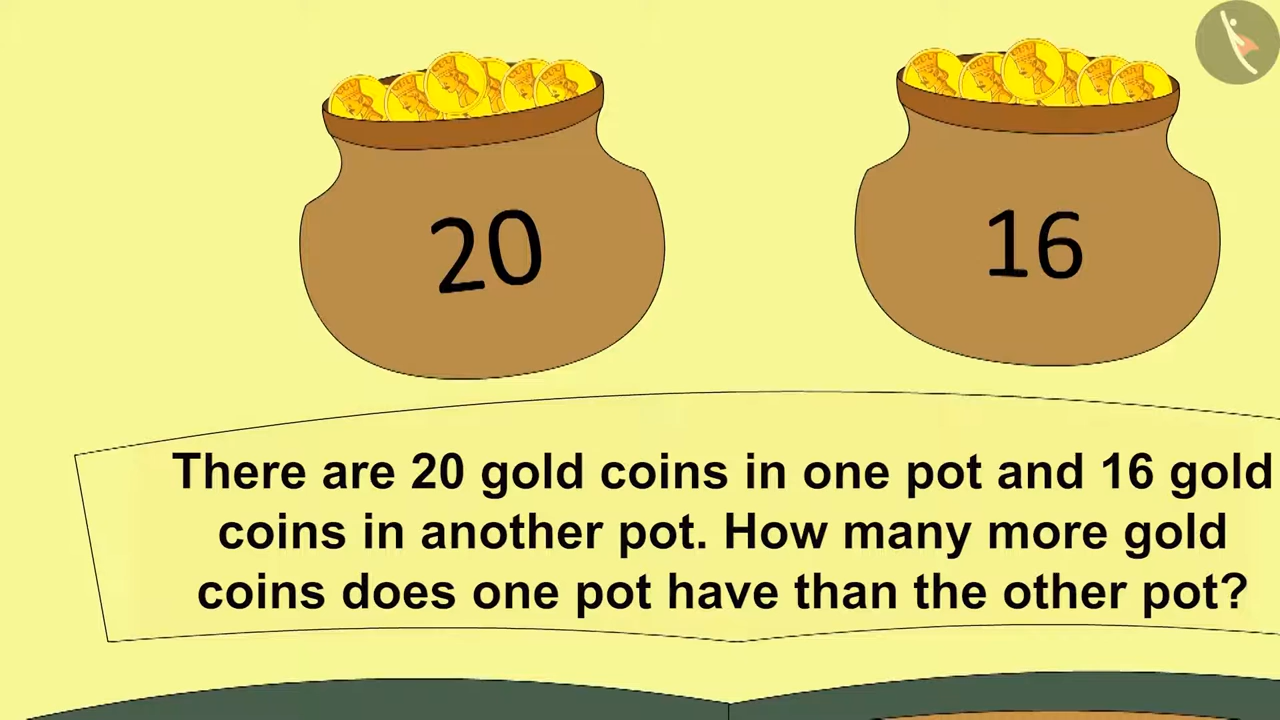 20
16
There are 20 gold coins in one pot and 16 gold
coins in another pot. How many more gold
coins does one pot have than the other pot?